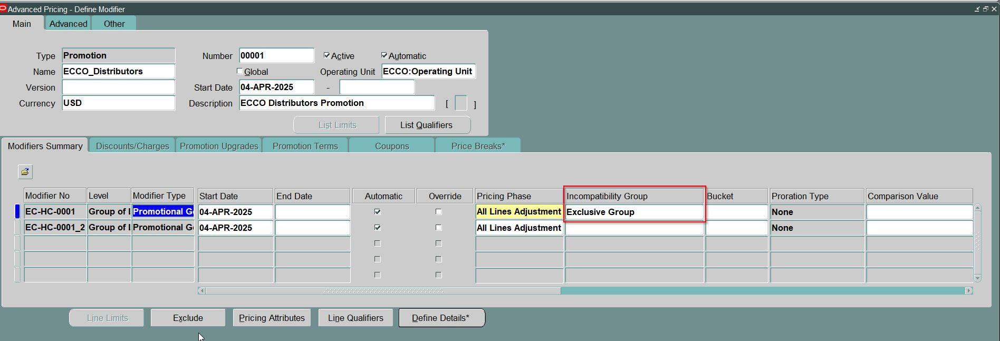 Advanced Pricing - Define Modifier
Main Advanced Other
Type Promotion Number 00001 Active Automatic
Name ECCO_Distributors Global Operating Unit ECCO:Operating Unit
Version Start Date 04-APR-2025 -
Currency USD Description ECCO Distributors Promotion [ ]
List Limits List Qualifiers
Modifiers Summary Discounts/Charges Promotion Upgrades Promotion Terms Coupons Price Breaks*
Modifier No Level Modifier Type Start Date End Date Automatic Override Pricing Phase Incompatibility Group Bucket Proration Type Comparison Value
EC-HC-0001 Group of L Promotional Go 04-APR-2025 All Lines Adjustment Exclusive Group None
EC-HC-0001_2 Group of L Promotional Go 04-APR-2025 All Lines Adjustment None
Line Limits Exclude Pricing Attributes Line Qualifiers Define Details*